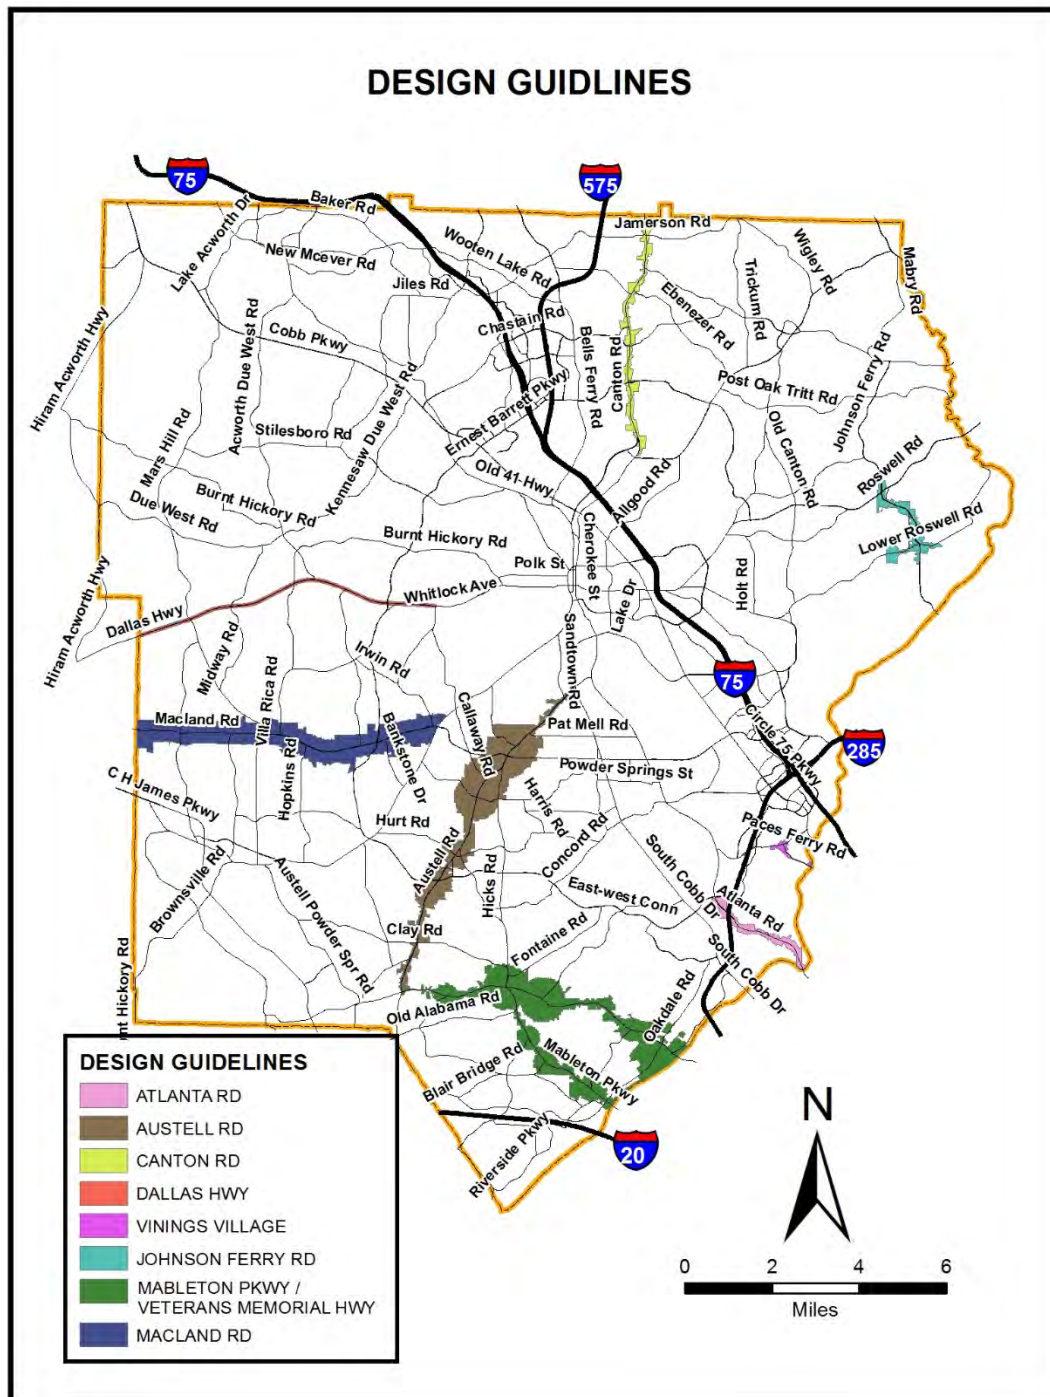 DESIGN GUIDLINES
75
575
Baker Rd
Jamerson Rd
Lake Acworth Dr
New Mcever Rd
Wooten Lake Rd
Wigley Rd
Mabry Rd
Jiles Rd
Trickum Rd
Ebenezer Rd
Hiram Acworth Hwy
Acworth Due West Rd
Cobb Pkwy
Chastain Rd
Bells Ferry Rd
Canton Rd
Johnson Ferry Rd
Kennesaw Due West Rd
Ernest Barrett Pkwy
Post Oak Tritt Rd
Mars Hill Rd
Stilesboro Rd
Old 41 Hwy
Old Canton Rd
Allgood Rd
Roswell Rd
Due West Rd
Burnt Hickory Rd
Burnt Hickory Rd
Cherokee St
Lower Roswell Rd
Polk St
Hiram Acworth Hwy
Dallas Hwy
Whitlock Ave
Lake Dr
Holt Rd
Sandtown Rd
Midway Rd
Irwin Rd
Villa Rica Rd
75
Macland Rd
Bankstone Dr
Callaway Rd
Pat Mell Rd
Circle 75 Pkwy
285
C H James Pkwy
Hopkins Rd
Powder Springs St
Harris Rd
Hurt Rd
Paces Ferry Rd
Concord Rd
Austell Rd
South Cobb Dr
Brownsville Rd
Austell Powder Spr Rd
Hicks Rd
East-west Conn
Atlanta Rd
Clay Rd
Fontaine Rd
South Cobb Dr
nt Hickory Rd
Old Alabama Rd
Oakdale Rd
Blair Bridge Rd
Mableton Pkwy
Riverside Pkwy
20
DESIGN GUIDELINES
ATLANTA RD
AUSTELL RD
CANTON RD
DALLAS HWY
VININGS VILLAGE
JOHNSON FERRY RD
MABLETON PKWY /
VETERANS MEMORIAL HWY
MACLAND RD
N
0 2 4 6
Miles